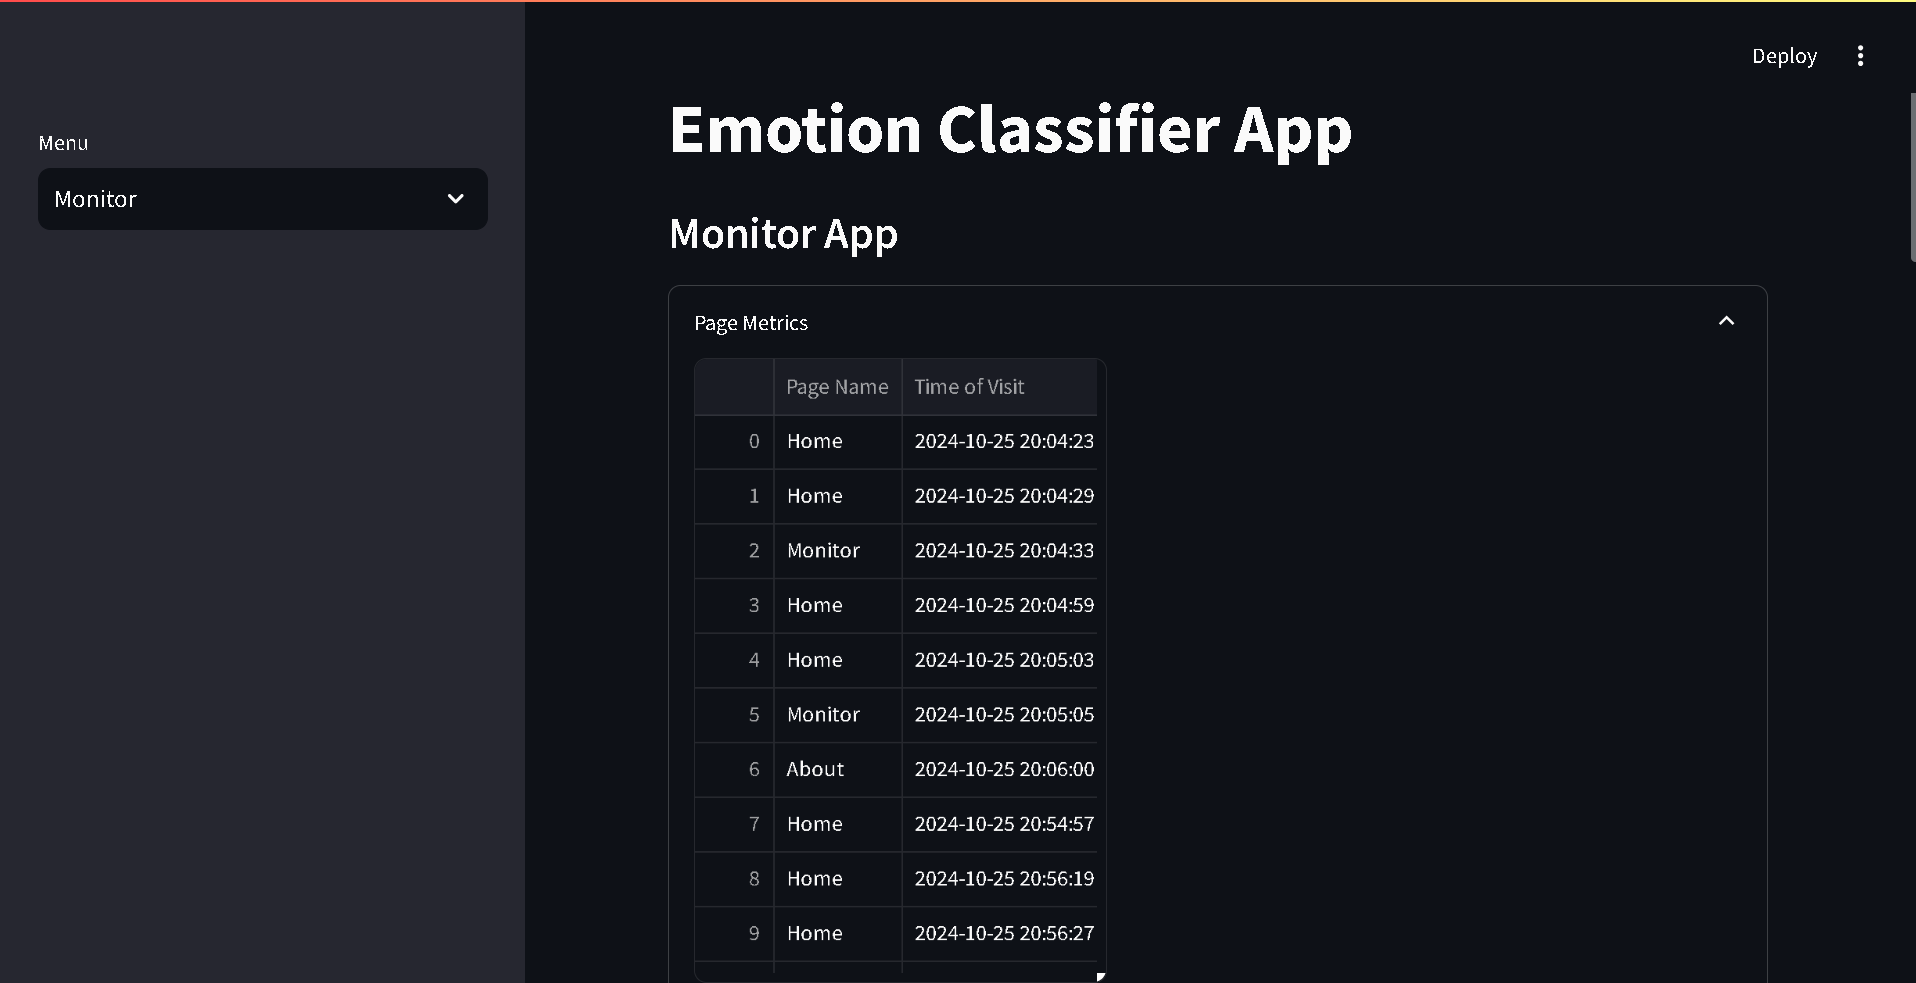 Deploy
Menu
Monitor
Emotion Classifier App
Monitor App
Page Metrics
Page Name Time of Visit
0 Home 2024-10-25 20:04:23
1 Home 2024-10-25 20:04:29
2 Monitor 2024-10-25 20:04:33
3 Home 2024-10-25 20:04:59
4 Home 2024-10-25 20:05:03
5 Monitor 2024-10-25 20:05:05
6 About 2024-10-25 20:06:00
7 Home 2024-10-25 20:54:57
8 Home 2024-10-25 20:56:19
9 Home 2024-10-25 20:56:27